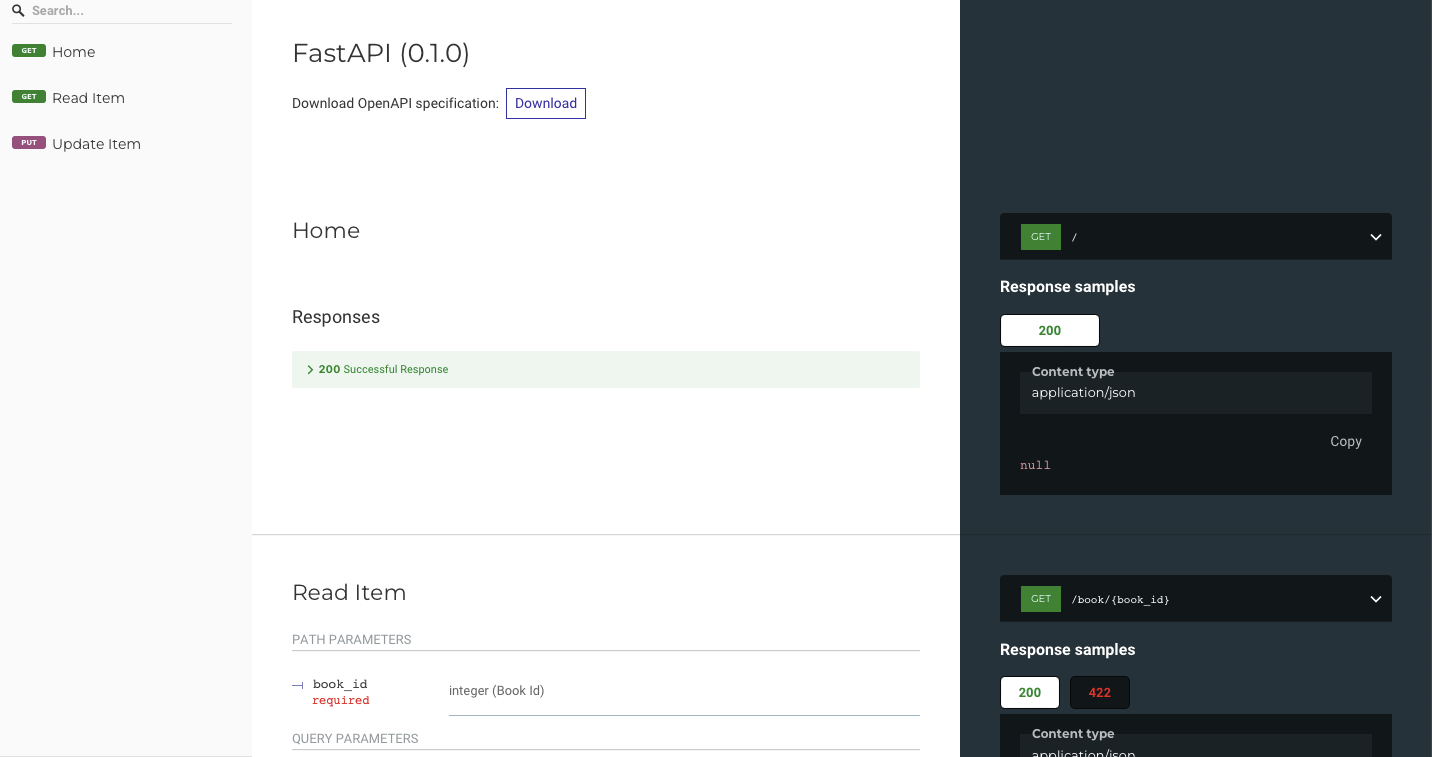 Search...
GET Home
GET Read Item
PUT Update Item
FastAPI (0.1.0)
Download OpenAPI specification: Download
Home
Responses
200 Successful Response
GET /
Response samples
200
Content type
application/json
Copy
null
Read Item
PATH PARAMETERS
book_id
required
integer (Book Id)
QUERY PARAMETERS
GET /book/{book_id}
Response samples
200 422
Content type
application/json